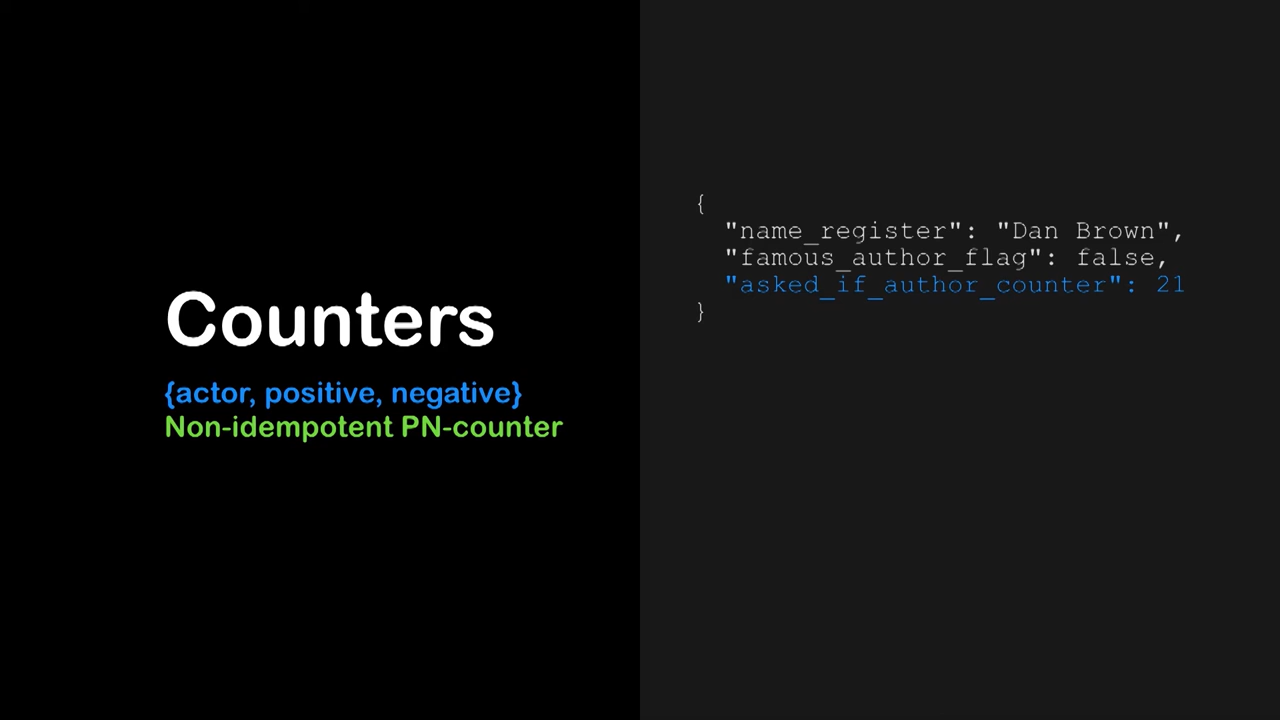 Counters
{actor, positive, negative}
Non-idempotent PN-counter
{
"name_register": "Dan Brown",
"famous_author_flag": false,
"asked_if_author_counter": 21
}